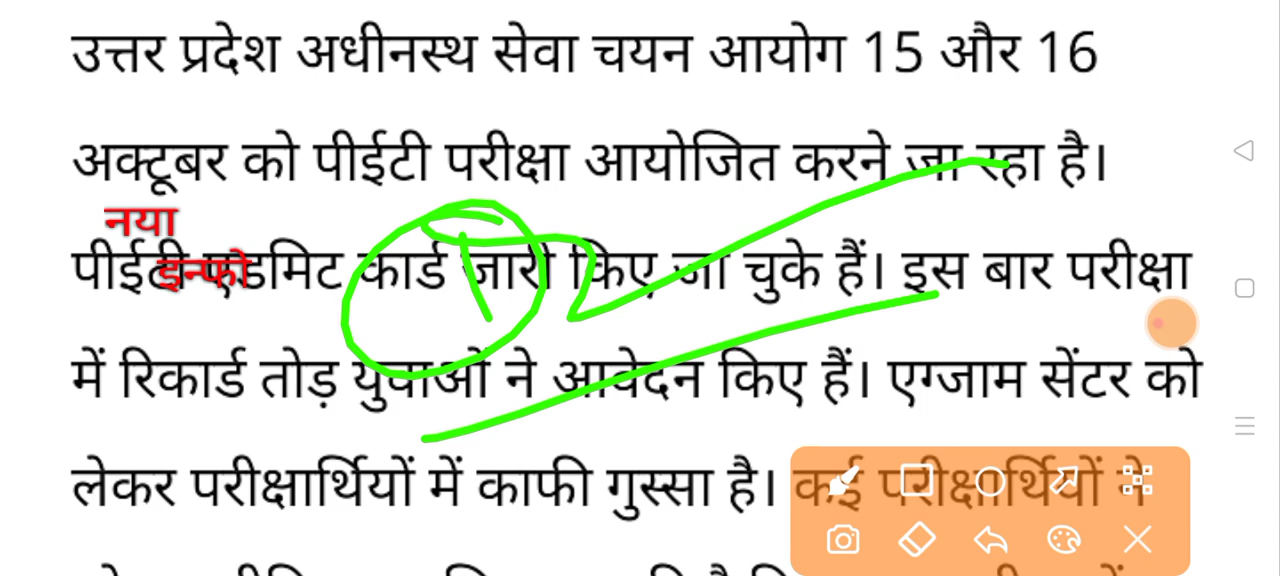 उत्तर प्रदेश अधीनस्थ सेवा चयन आयोग 15 और 16
अक्टूबर को पीईटी परीक्षा आयोजित करने जा रहा है।
नया
पीईटी एडमिट कार्ड जारी किए जा चुके हैं। इस बार परीक्षा
इन्फो
में रिकार्ड तोड़ युवाओं ने आवेदन किए हैं। एग्जाम सेंटर को
लेकर परीक्षार्थियों में काफी गुस्सा है। कई परीक्षार्थियों ने